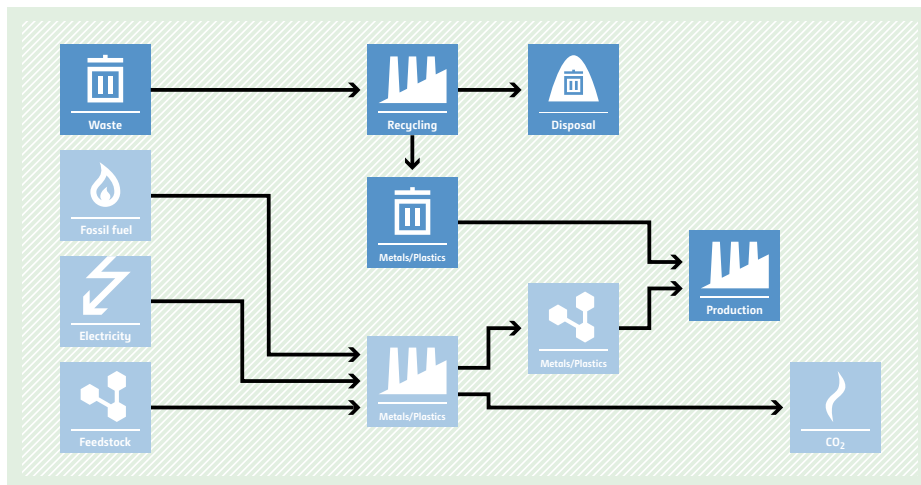 Waste
Recycling
Disposal
Fossil fuel
Metals/Plastics
Electricity
Production
Metals/Plastics
Feedstock
Metals/Plastics
CO₂